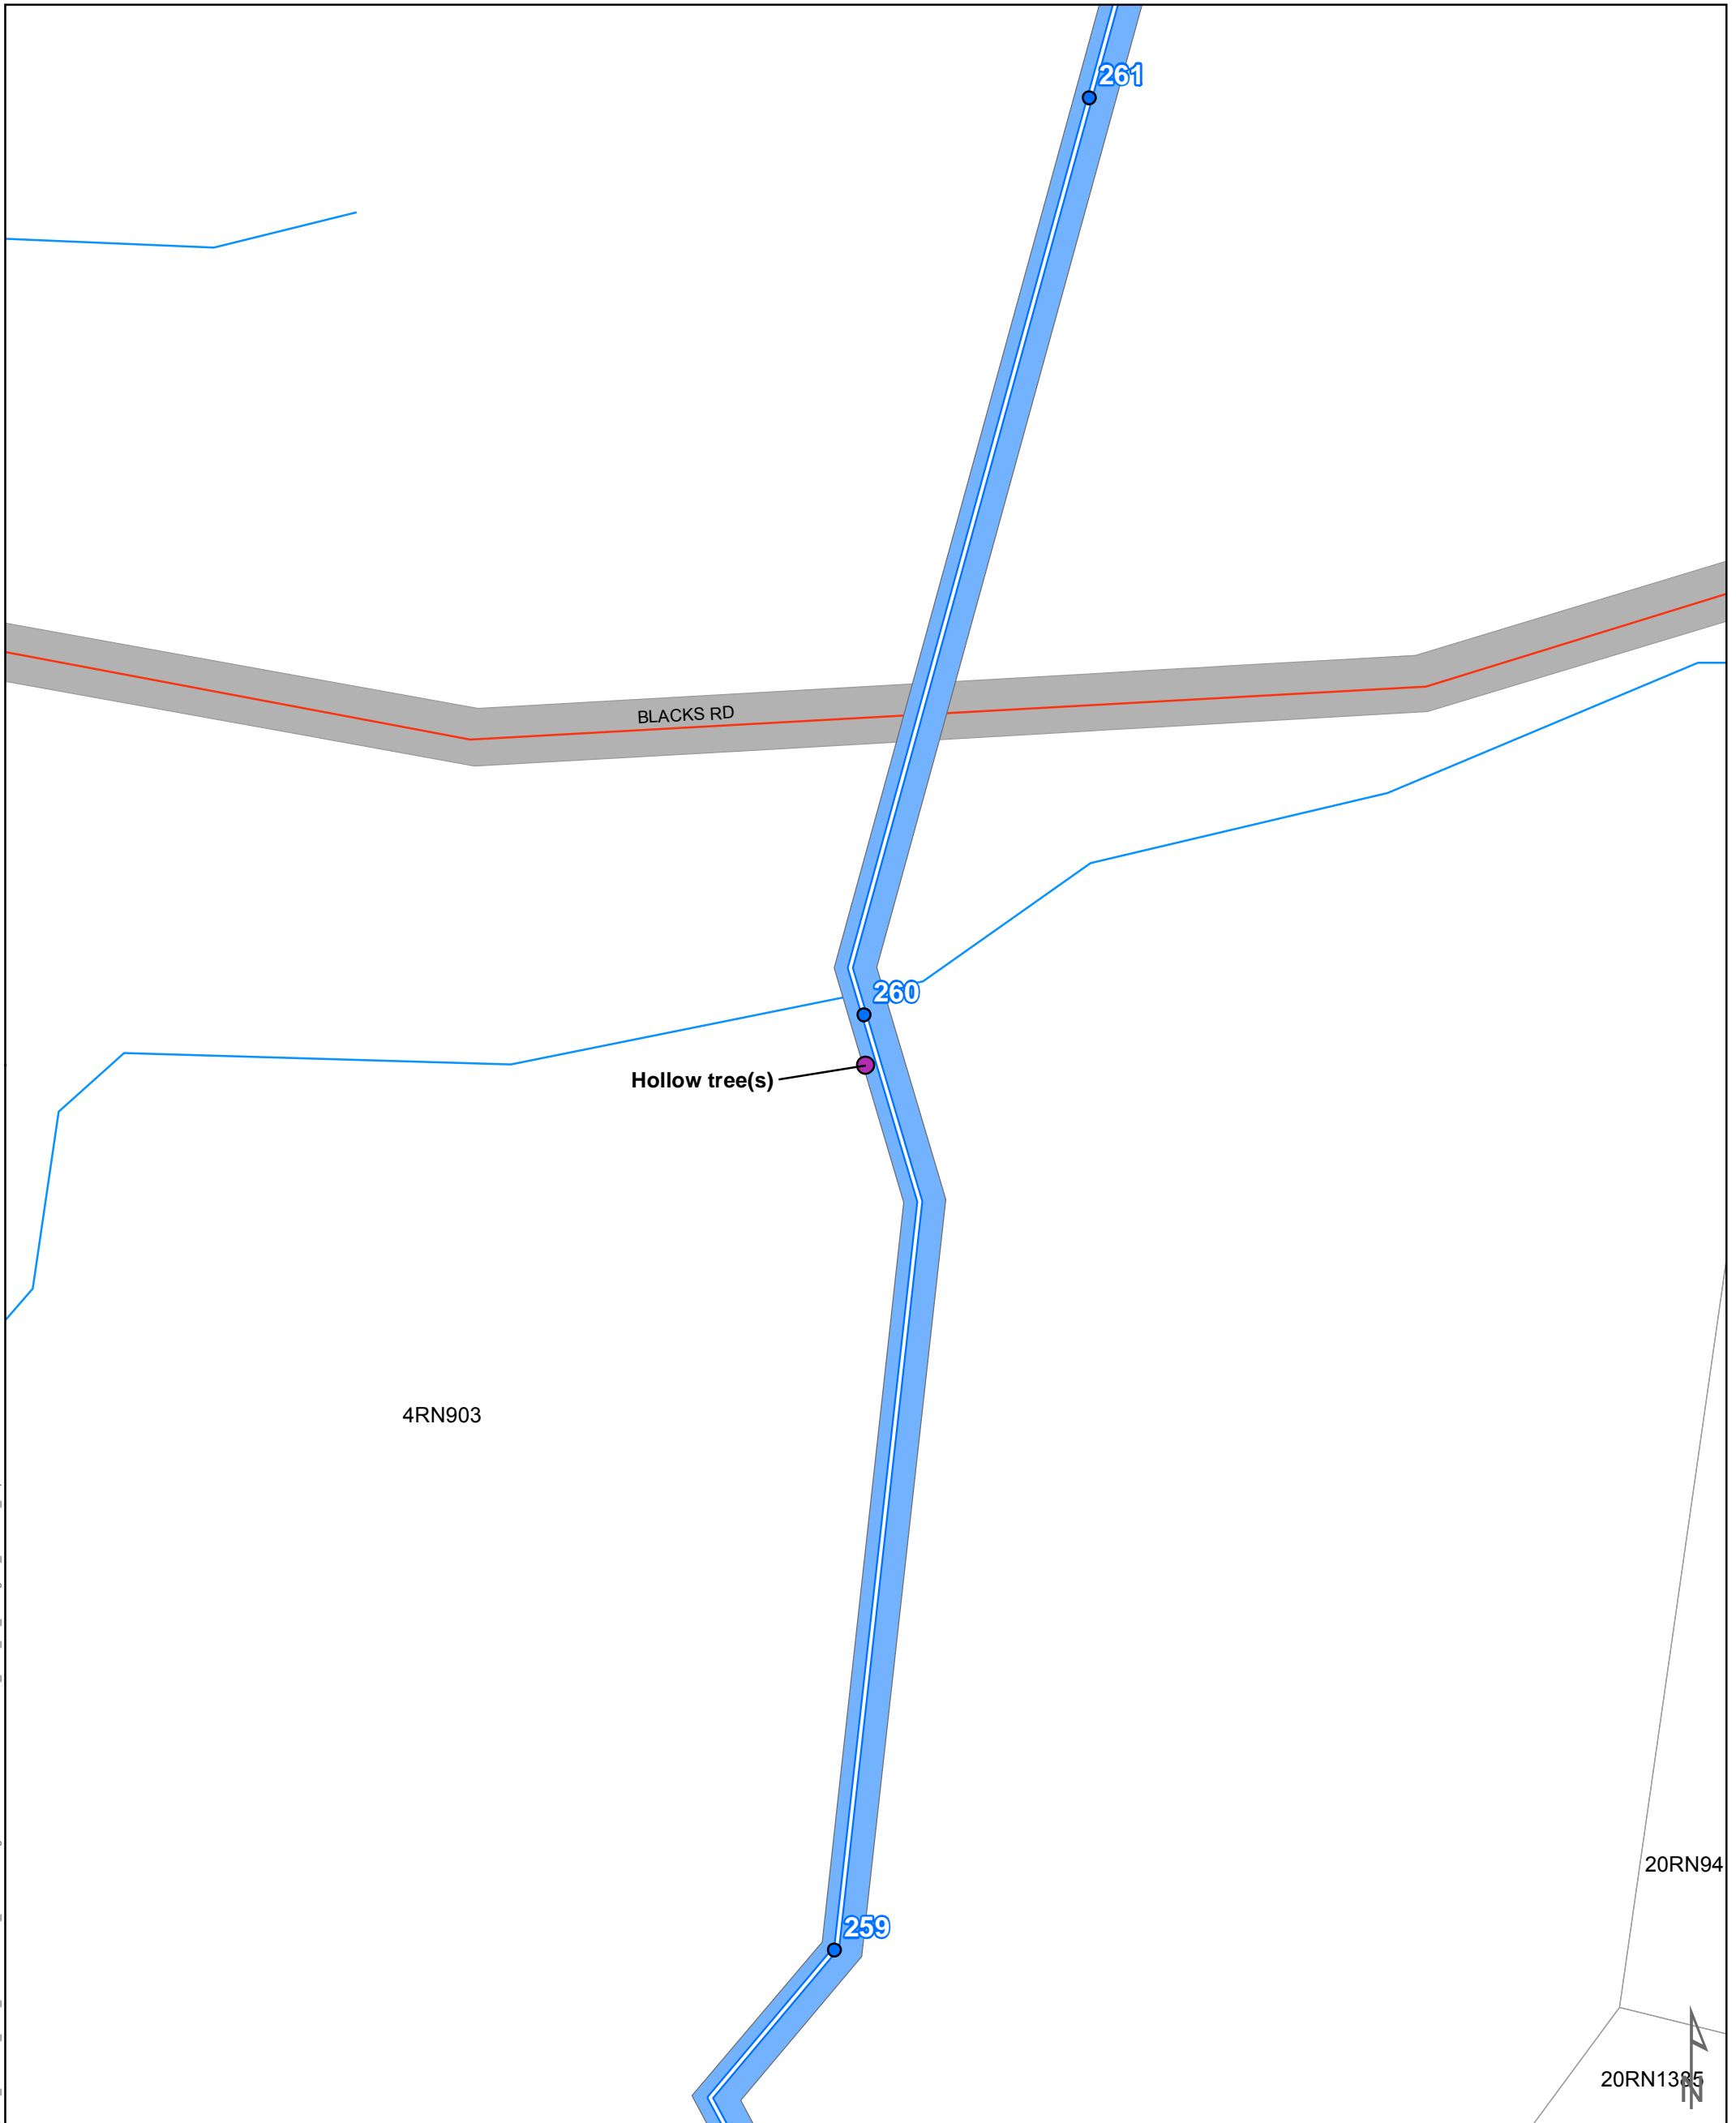 261
BLACKS RD
260
Hollow tree(s)
4RN903
20RN94
259
20RN1385
N